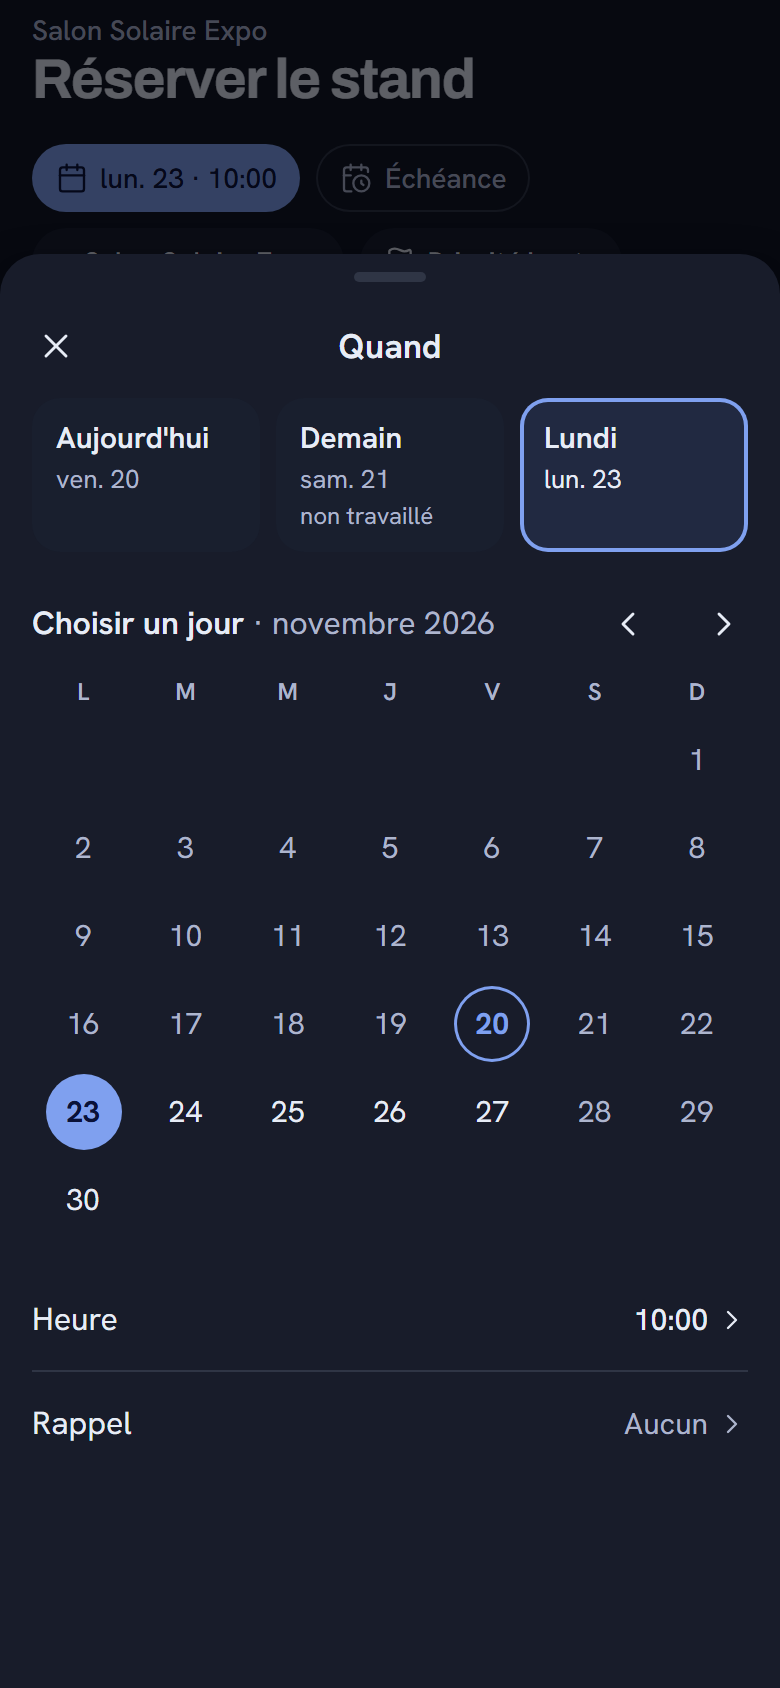 Salon Solaire Expo
Réserver le stand
lun. 23 · 10:00
Échéance
Quand
Aujourd'hui
ven. 20
Demain
sam. 21
non travaillé
Lundi
lun. 23
Choisir un jour · novembre 2026
L M M J V S D
1
2 3 4 5 6 7 8
9 10 11 12 13 14 15
16 17 18 19 20 21 22
23 24 25 26 27 28 29
30
Heure 10:00
Rappel Aucun